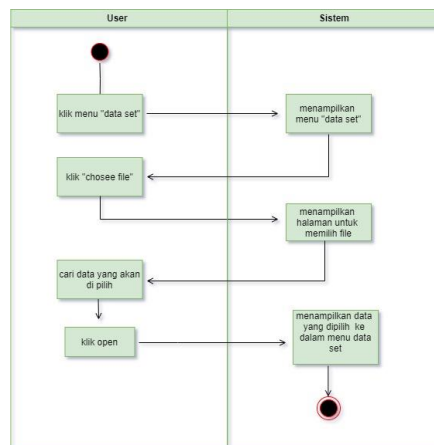 User
Sistem
klik menu "data set"
menampilkan
menu "data set"
klik "chosee file"
menampilkan
halaman untuk
memilih file
cari data yang akan
di pilih
klik open
menampilkan data
yang dipilih ke
dalam menu data
set